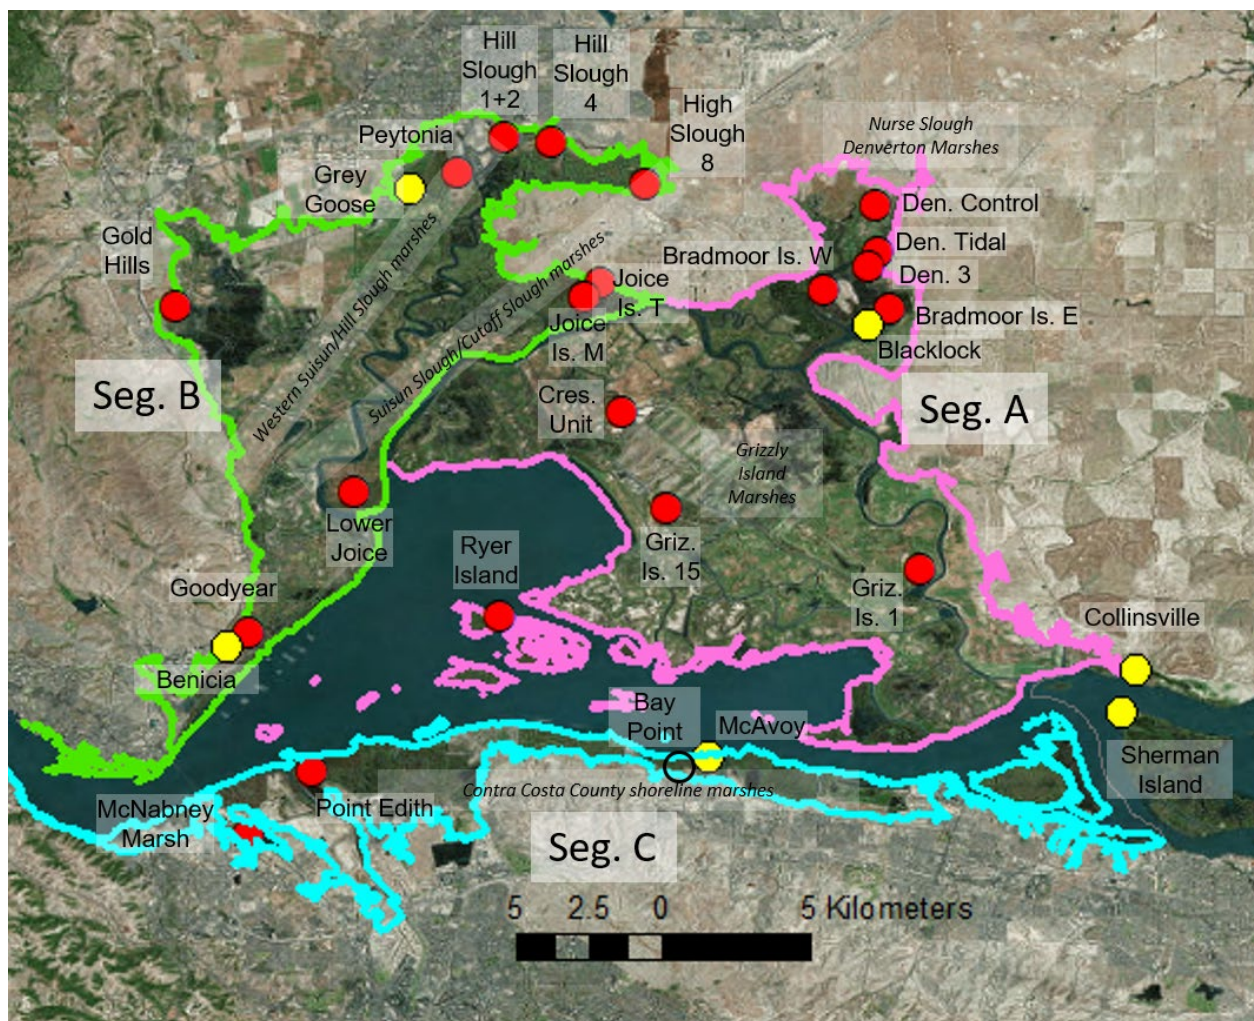 Hill
Slough
1+2
Hill
Slough
4
High
Slough
8
Peytonia
Grey
Goose
Gold
Hills
Nurse Slough
Denverton Marshes
Den. Control
Den. Tidal
Den. 3
Bradmoor Is. W
Bradmoor Is. E
Blacklock
Joice
Is. T
Joice
Is. M
Western Suisun/Hill Slough marshes
Suisun Slough/Cutoff Slough marshes
Seg. B
Seg. A
Cres.
Unit
Grizzly
Island
Marshes
Lower
Joice
Ryer
Island
Griz.
Is. 15
Griz.
Is. 1
Goodyear
Benicia
Collinsville
Bay
Point
McAvoy
Sherman
Island
McNabney
Marsh
Point Edith
Contra Costa County shoreline marshes
Seg. C
5 2.5 0 5 Kilometers